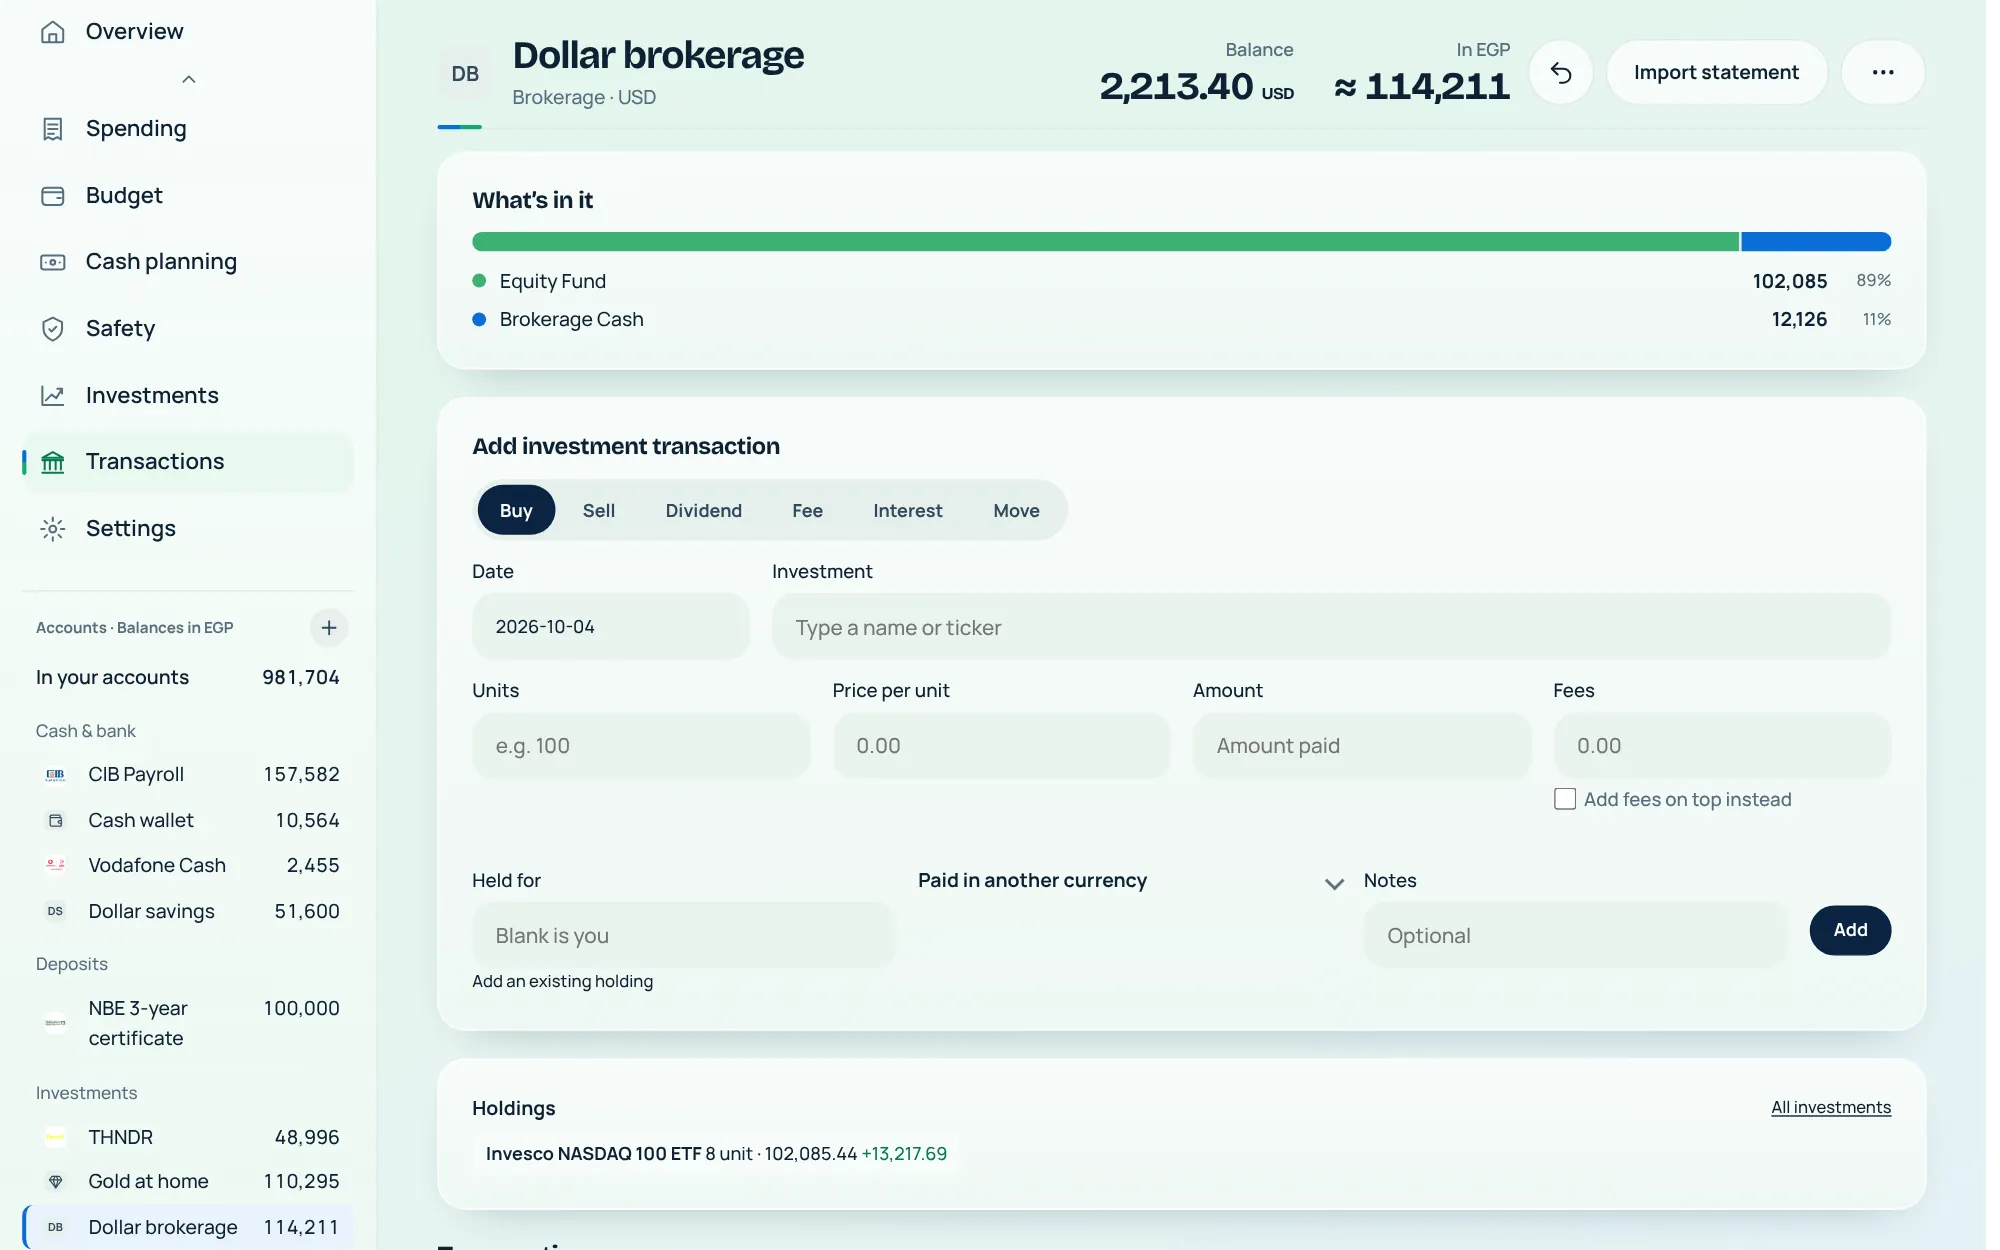 Overview
Spending
Budget
Cash planning
Safety
Investments
Transactions
Settings
Accounts · Balances in EGP
In your accounts 981,704
Cash & bank
CIB Payroll 157,582
Cash wallet 10,564
Vodafone Cash 2,455
DS Dollar savings 51,600
Deposits
NBE 3-year certificate 100,000
Investments
THNDR 48,996
Gold at home 110,295
DB Dollar brokerage 114,211
DB
Dollar brokerage
Brokerage · USD
Balance
2,213.40 USD
In EGP
≈ 114,211
Import statement
What's in it
Equity Fund 102,085 89%
Brokerage Cash 12,126 11%
Add investment transaction
Buy Sell Dividend Fee Interest Move
Date Investment
2026-10-04 Type a name or ticker
Units Price per unit Amount Fees
e.g. 100 0.00 Amount paid 0.00
Add fees on top instead
Held for Paid in another currency Notes
Blank is you Optional Add
Add an existing holding
Holdings All investments
Invesco NASDAQ 100 ETF 8 unit · 102,085.44 +13,217.69